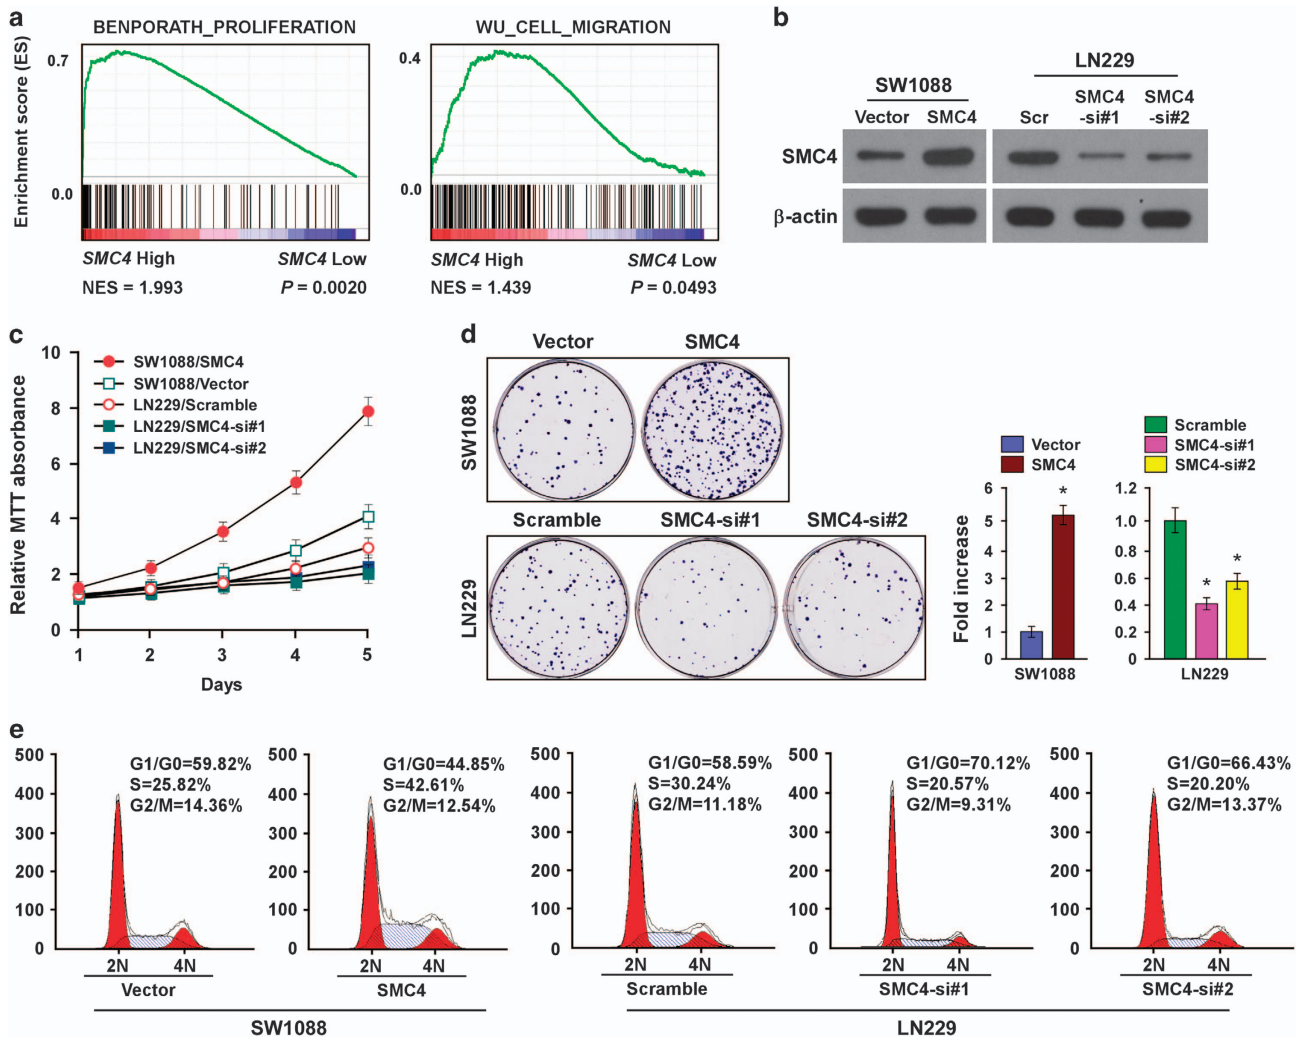 a
BENPORATH_PROLIFERATION
WU_CELL_MIGRATION
Enrichment score (ES)
0.7
0.0
0.4
0.0
SMC4 High
SMC4 Low
NES = 1.993
P = 0.0020
SMC4 High
SMC4 Low
NES = 1.439
P = 0.0493
b
SW1088
LN229
Vector
SMC4
Scr
SMC4
-si#1
SMC4
-si#2
SMC4
β-actin
c
Relative MTT absorbance
10
8
6
4
2
0
SW1088/SMC4
SW1088/Vector
LN229/Scramble
LN229/SMC4-si#1
LN229/SMC4-si#2
1
2
3
4
5
Days
d
Vector
SMC4
SW1088
Scramble
SMC4-si#1
SMC4-si#2
LN229
Vector
SMC4
Fold increase
6
5
4
3
2
1
0
*
SW1088
Scramble
SMC4-si#1
SMC4-si#2
1.2
1.0
0.8
0.6
0.4
0.2
0
*
*
LN229
e
500
400
300
200
100
0
G1/G0=59.82%
S=25.82%
G2/M=14.36%
2N
4N
Vector
500
400
300
200
100
0
G1/G0=44.85%
S=42.61%
G2/M=12.54%
2N
4N
SMC4
SW1088
500
400
300
200
100
0
G1/G0=58.59%
S=30.24%
G2/M=11.18%
2N
4N
Scramble
500
400
300
200
100
0
G1/G0=70.12%
S=20.57%
G2/M=9.31%
2N
4N
SMC4-si#1
500
400
300
200
100
0
G1/G0=66.43%
S=20.20%
G2/M=13.37%
2N
4N
SMC4-si#2
LN229